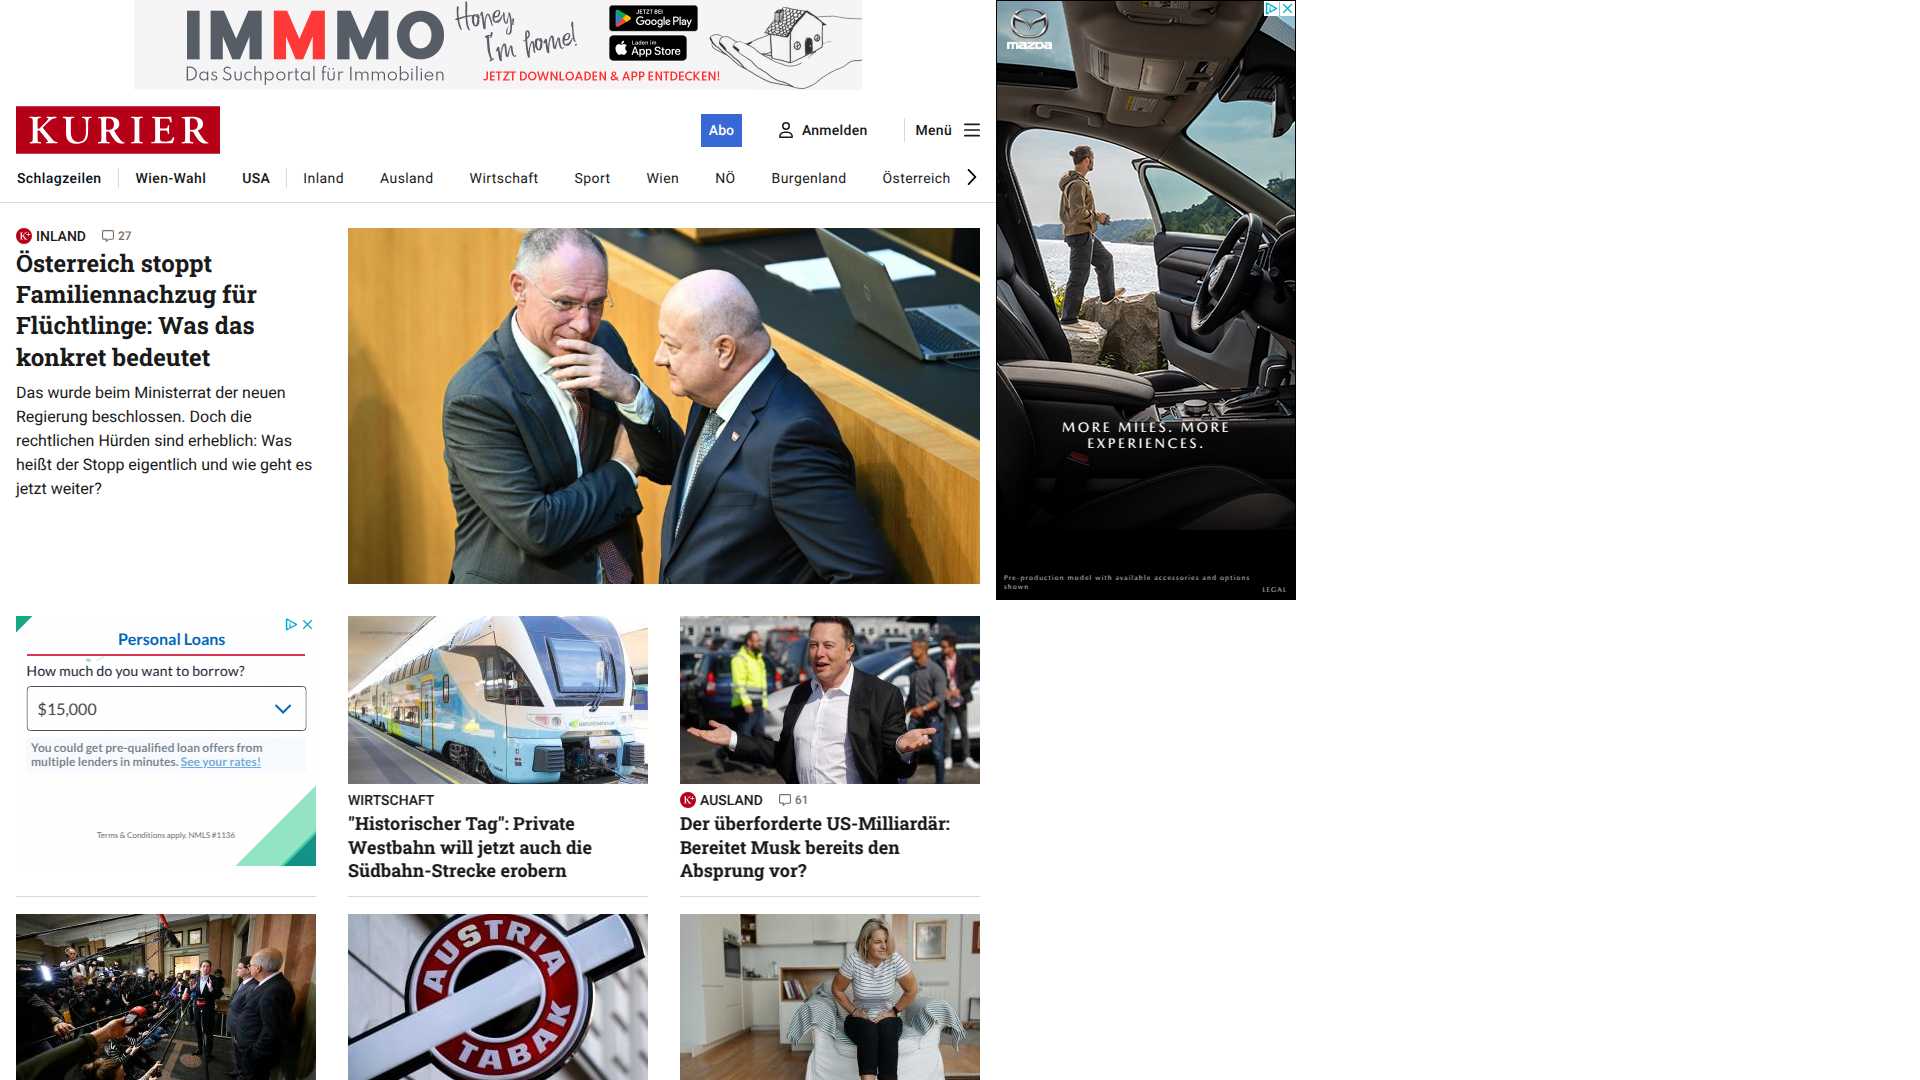 IMMMO
Das Suchportal für Immobilien
Honey,
I'm home!
JETZT BEI
Google Play
Laden im
App Store
JETZT DOWNLOADEN & APP ENTDECKEN!
KURIER
Abo
Anmelden
Menü
Schlagzeilen
Wien-Wahl
USA
Inland
Ausland
Wirtschaft
Sport
Wien
NÖ
Burgenland
Österreich
K+ INLAND 27
Österreich stoppt
Familiennachzug für
Flüchtlinge: Was das
konkret bedeutet
Das wurde beim Ministerrat der neuen
Regierung beschlossen. Doch die
rechtlichen Hürden sind erheblich: Was
heißt der Stopp eigentlich und wie geht es
jetzt weiter?
mazda
MORE MILES. MORE
EXPERIENCES.
Pre-production model with available accessories and options
shown.
LEGAL
Personal Loans
How much do you want to borrow?
$15,000
You could get pre-qualified loan offers from
multiple lenders in minutes. See your rates!
Terms & Conditions apply. NMLS #1136
WIRTSCHAFT
"Historischer Tag": Private
Westbahn will jetzt auch die
Südbahn-Strecke erobern
K+ AUSLAND 61
Der überforderte US-Milliardär:
Bereitet Musk bereits den
Absprung vor?
AUSTRIA
TABAK